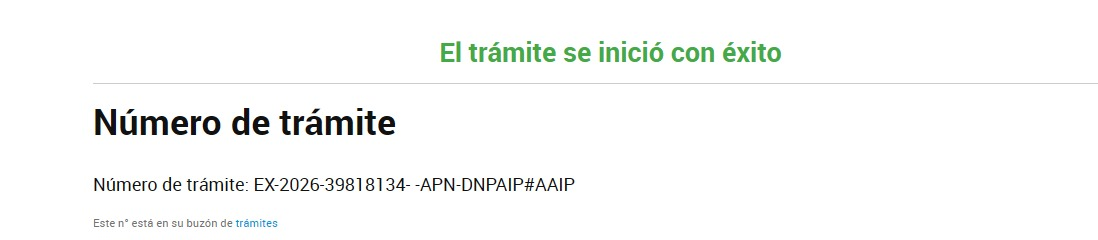 El trámite se inició con éxito
Número de trámite
Número de trámite: EX-2026-39818134- -APN-DNPAIP#AAIP
Este n° está en su buzón de trámites